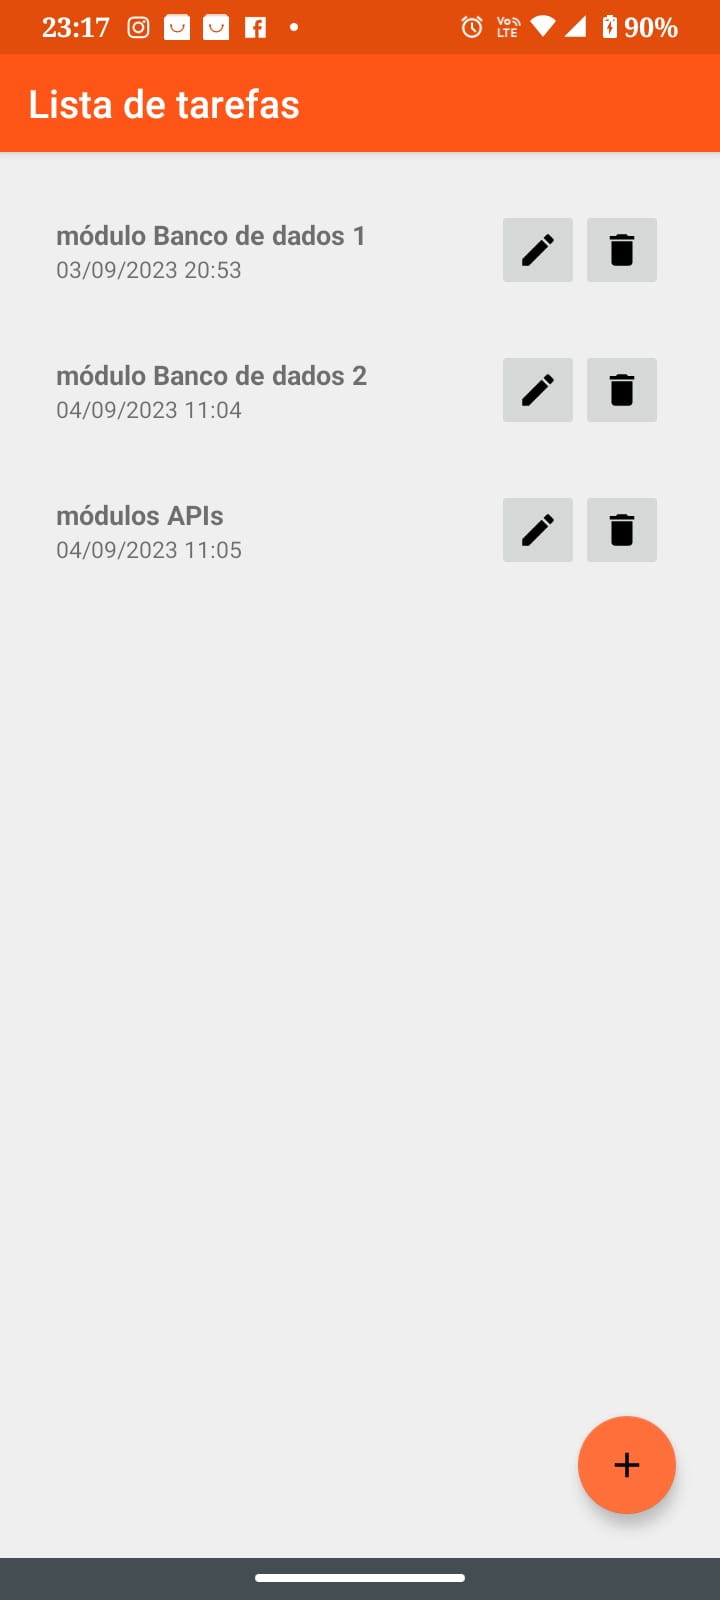 23:17 Vo LTE 90%
Lista de tarefas
módulo Banco de dados 1
03/09/2023 20:53
módulo Banco de dados 2
04/09/2023 11:04
módulos APIs
04/09/2023 11:05